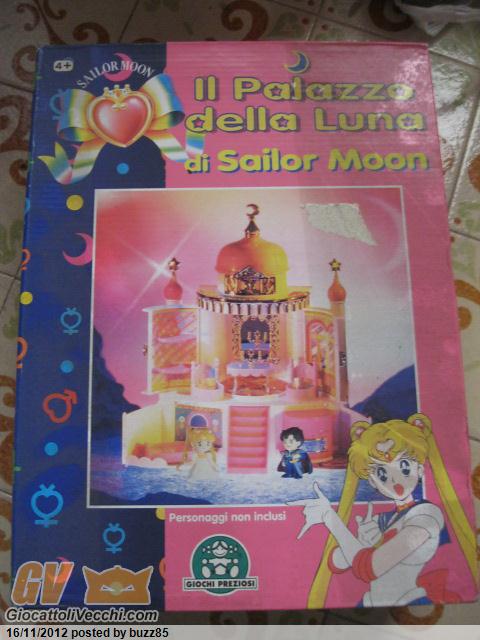 4+
SAILOR MOON
Il Palazzo
della Luna
di Sailor Moon
Personaggi non inclusi
GIOCHI PREZIOSI
GV
GiocattoliVecchi.com
16/11/2012 posted by buzz85